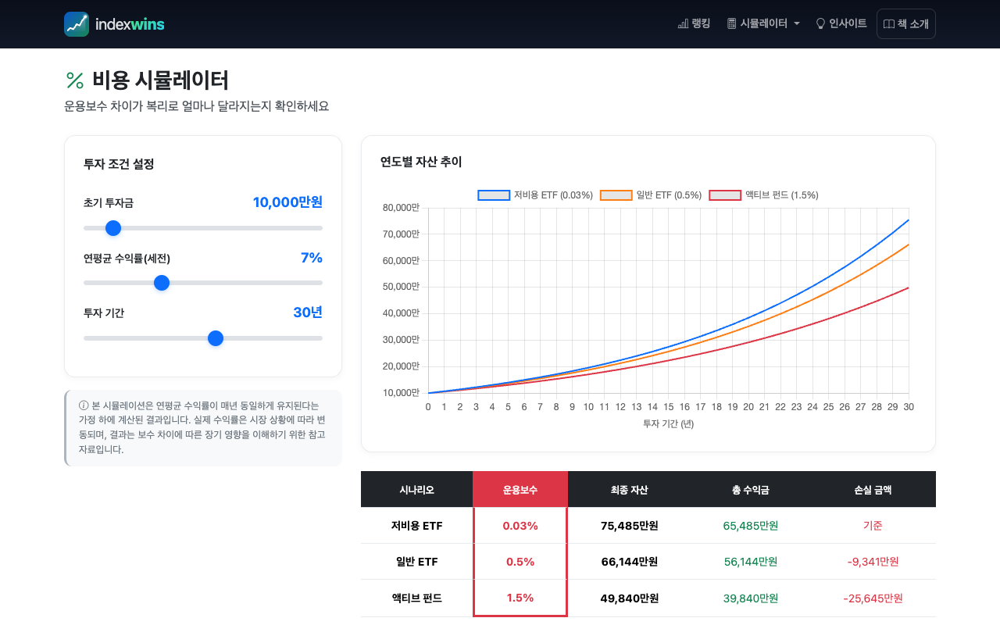 indexwins
랭킹
시뮬레이터
인사이트
책 소개
비용 시뮬레이터
운용보수 차이가 복리로 얼마나 달라지는지 확인하세요
투자 조건 설정
초기 투자금 10,000만원
연평균 수익률(세전) 7%
투자 기간 30년
본 시뮬레이션은 연평균 수익률이 매년 동일하게 유지된다는
가정 하에 계산된 결과입니다. 실제 수익률은 시장 상황에 따라 변
동되며, 결과는 보수 차이에 따른 장기 영향을 이해하기 위한 참고
자료입니다.
연도별 자산 추이
저비용 ETF (0.03%) 일반 ETF (0.5%) 액티브 펀드 (1.5%)
80,000만
70,000만
60,000만
50,000만
40,000만
30,000만
20,000만
10,000만
0 1 2 3 4 5 6 7 8 9 10 11 12 13 14 15 16 17 18 19 20 21 22 23 24 25 26 27 28 29 30
투자 기간 (년)
시나리오 운용보수 최종 자산 총 수익금 손실 금액
저비용 ETF 0.03% 75,485만원 65,485만원 기준
일반 ETF 0.5% 66,144만원 56,144만원 -9,341만원
액티브 펀드 1.5% 49,840만원 39,840만원 -25,645만원